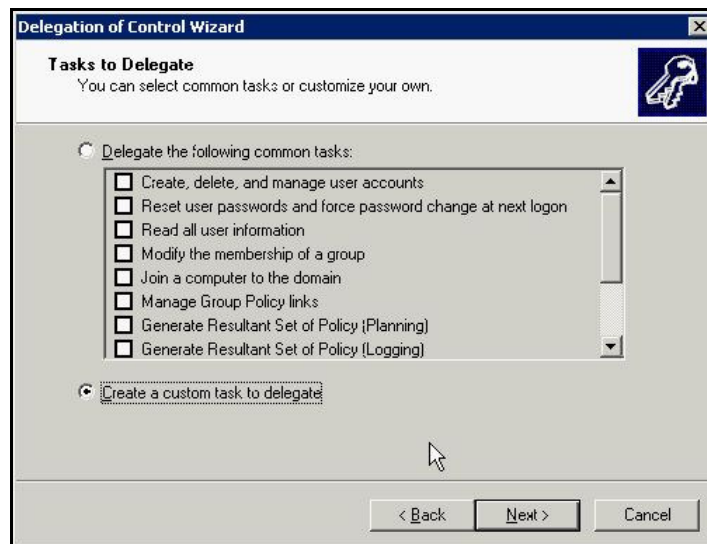 Delegation of Control Wizard
Tasks to Delegate
You can select common tasks or customize your own.
Delegate the following common tasks:
Create, delete, and manage user accounts
Reset user passwords and force password change at next logon
Read all user information
Modify the membership of a group
Join a computer to the domain
Manage Group Policy links
Generate Resultant Set of Policy (Planning)
Generate Resultant Set of Policy (Logging)
Create a custom task to delegate
< Back Next > Cancel